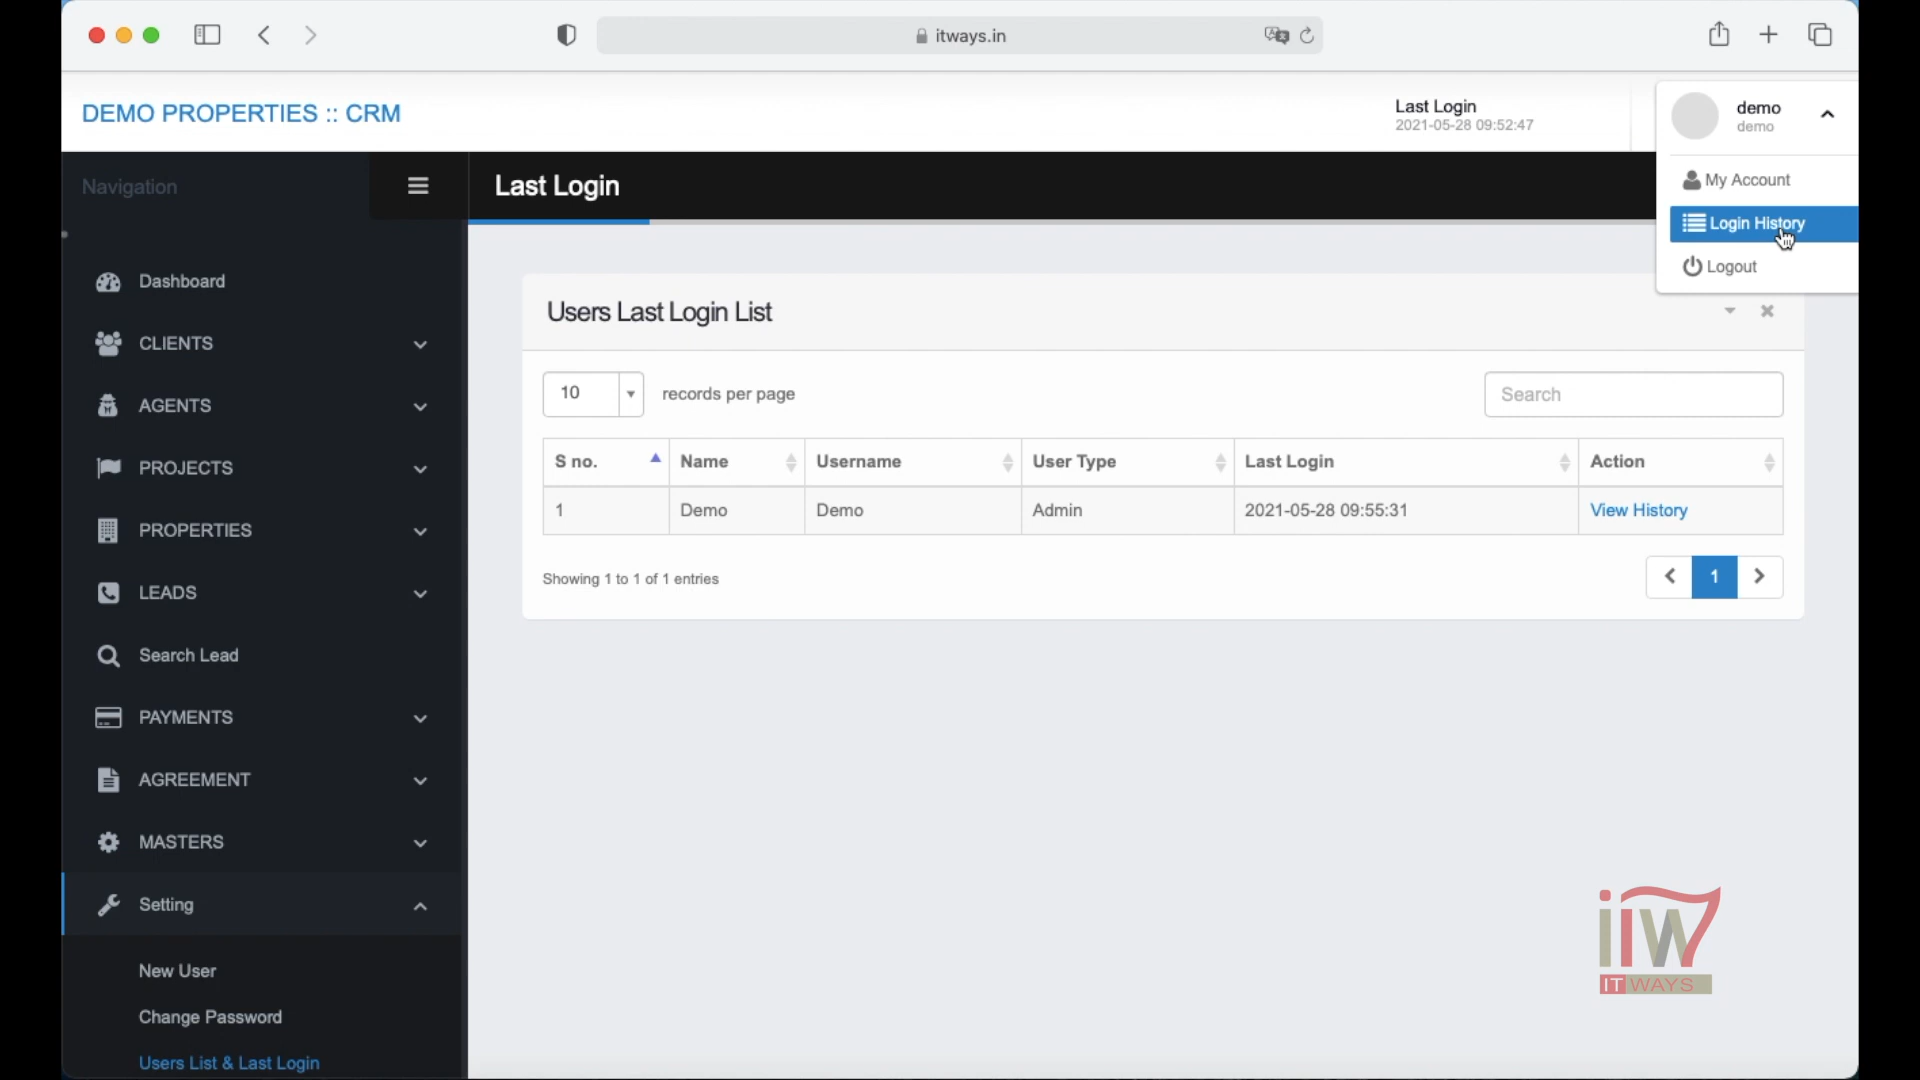 itways.in
DEMO PROPERTIES :: CRM
Last Login
2021-05-28 09:52:47
demo
demo
My Account
Login History
Logout
Navigation
Last Login
Dashboard
CLIENTS
AGENTS
PROJECTS
PROPERTIES
LEADS
Search Lead
PAYMENTS
AGREEMENT
MASTERS
Setting
New User
Change Password
Users List & Last Login
Users Last Login List
10 records per page
Search
S no. Name Username User Type Last Login Action
1 Demo Demo Admin 2021-05-28 09:55:31 View History
Showing 1 to 1 of 1 entries
1
IT WAYS